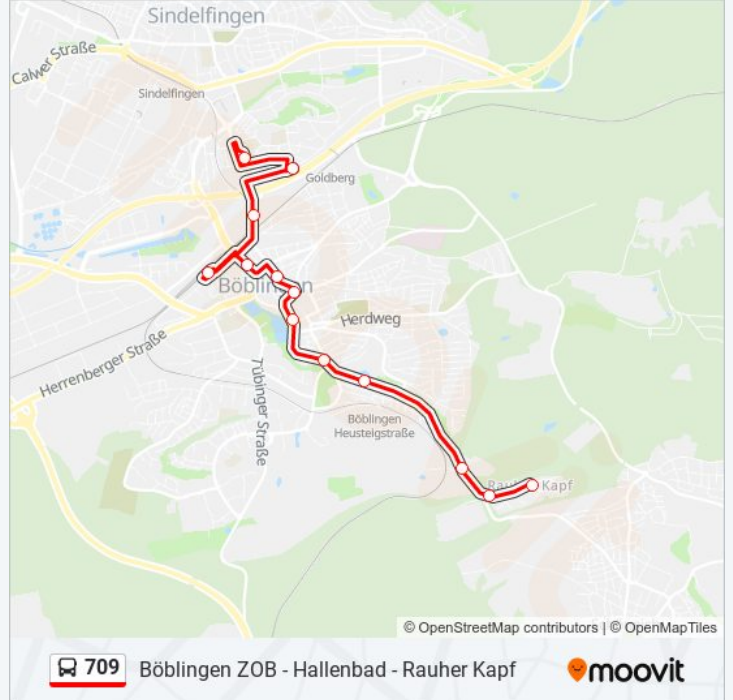 Sindelfingen
Calwer Straße
Sindelfingen
Goldberg
Böblingen
Herdweg
Herrenberger Straße
Tübinger Straße
Böblingen
Heusteigstraße
Rauher Kapf
© OpenStreetMap contributors | © OpenMapTiles
709 Böblingen ZOB - Hallenbad - Rauher Kapf moovit